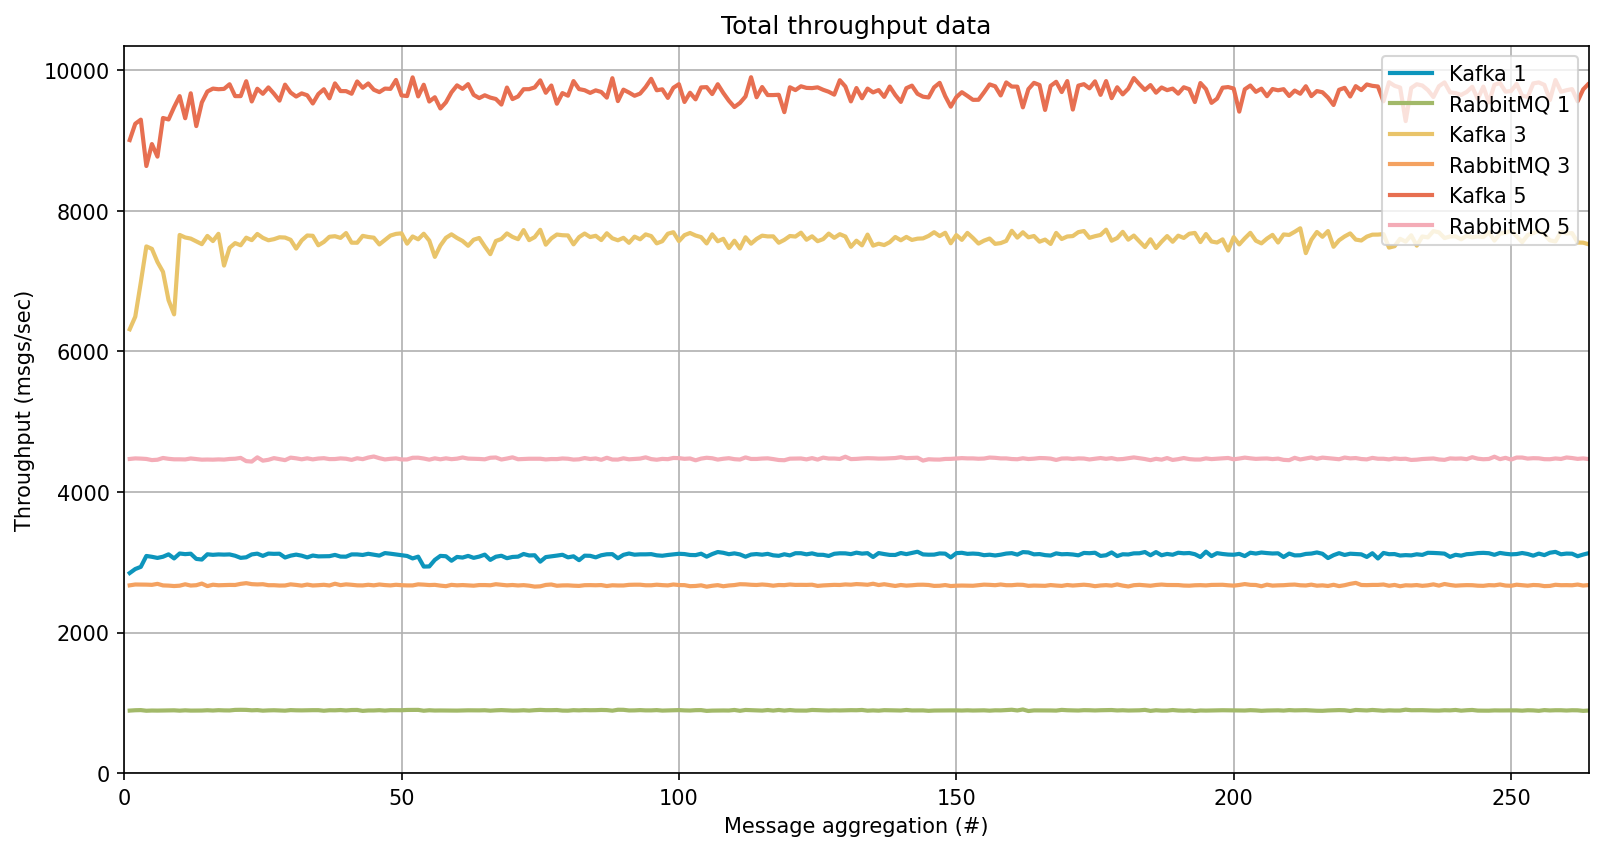 Total throughput data
Throughput (msgs/sec)
10000
8000
6000
4000
2000
0
Kafka 1
RabbitMQ 1
Kafka 3
RabbitMQ 3
Kafka 5
RabbitMQ 5
0 50 100 150 200 250
Message aggregation (#)